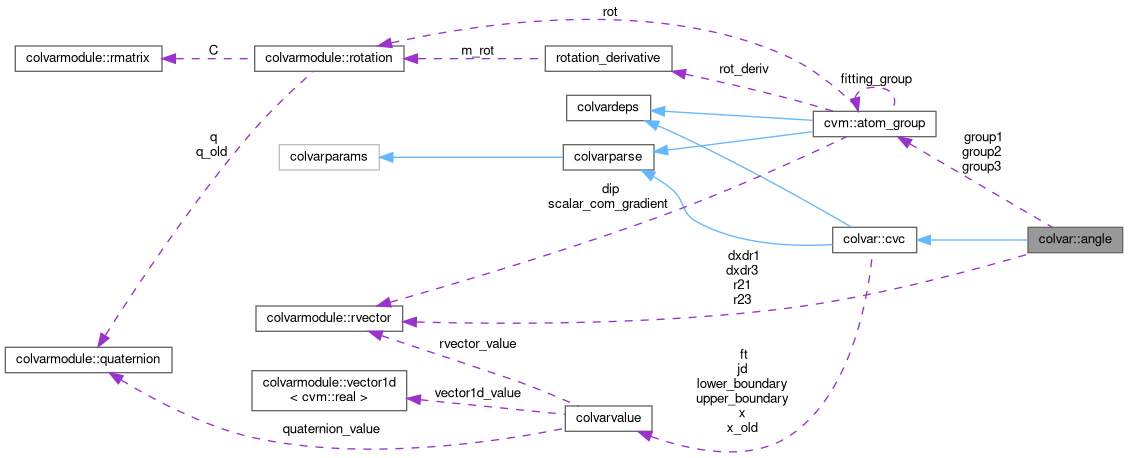 rot
colvarmodule::rmatrix
C
colvarmodule::rotation
m_rot
rotation_derivative
rot_deriv
fitting_group
colvardeps
cvm::atom_group
q
q_old
colvarparams
colvarparse
group1
group2
group3
dip
scalar_com_gradient
colvar::cvc
colvar::angle
dxdr1
dxdr3
r21
r23
colvarmodule::rvector
rvector_value
colvarmodule::quaternion
ft
jd
lower_boundary
upper_boundary
x
x_old
colvarmodule::vector1d
< cvm::real >
vector1d_value
colvarvalue
quaternion_value